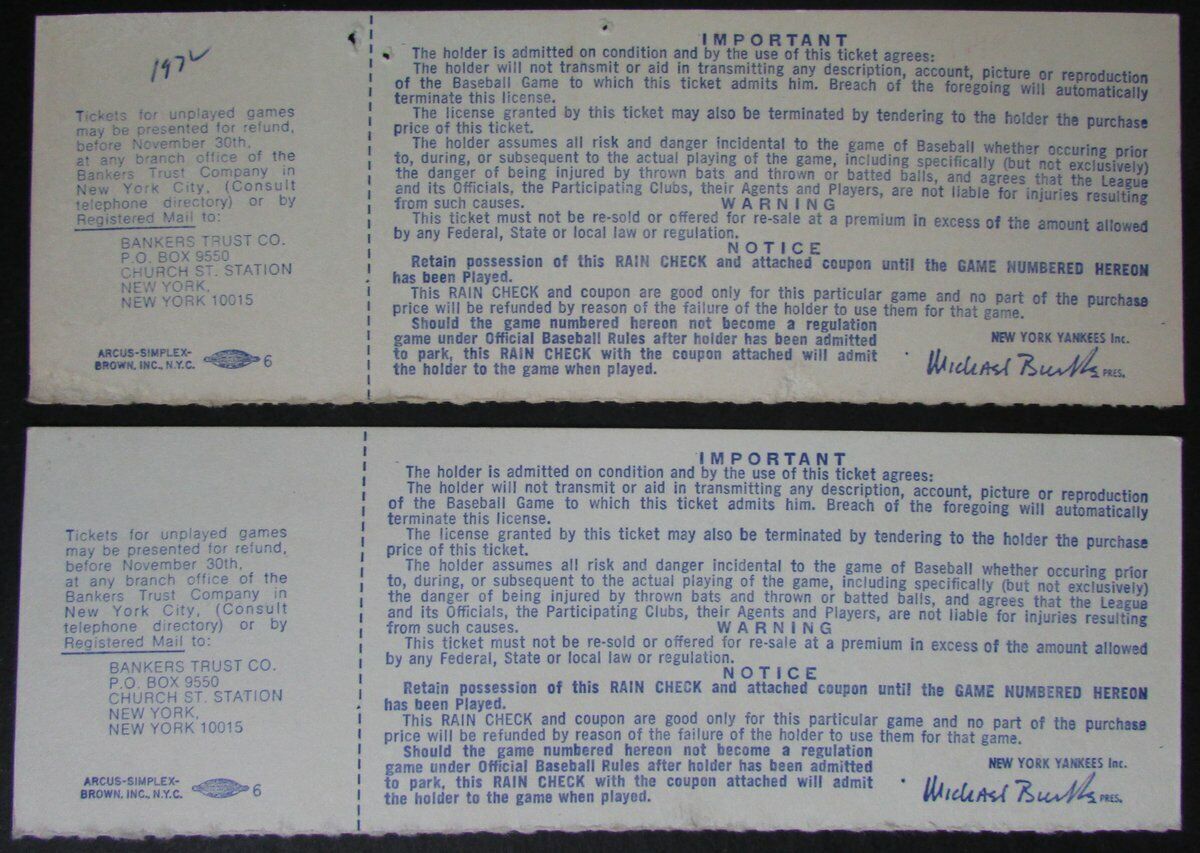 1972
Tickets for unplayed games
may be presented for refund,
before November 30th,
at any branch office of the
Bankers Trust Company in
New York City, (Consult
telephone directory) or by
Registered Mail to:
BANKERS TRUST CO.
P.O. BOX 9550
CHURCH ST. STATION
NEW YORK,
NEW YORK 10015
ARCUS-SIMPLEX-
BROWN, INC., N.Y.C. 6
IMPORTANT
The holder is admitted on condition and by the use of this ticket agrees:
The holder will not transmit or aid in transmitting any description, account, picture or reproduction
of the Baseball Game to which this ticket admits him. Breach of the foregoing will automatically
terminate this license.
The license granted by this ticket may also be terminated by tendering to the holder the purchase
price of this ticket.
The holder assumes all risk and danger incidental to the game of Baseball whether occuring prior
to, during, or subsequent to the actual playing of the game, including specifically (but not exclusively)
the danger of being injured by thrown bats and thrown or batted balls, and agrees that the League
and its Officials, the Participating Clubs, their Agents and Players, are not liable for injuries resulting
from such causes.
WARNING
This ticket must not be re-sold or offered for re-sale at a premium in excess of the amount allowed
by any Federal, State or local law or regulation.
NOTICE
Retain possession of this RAIN CHECK and attached coupon until the GAME NUMBERED HEREON
has been Played.
This RAIN CHECK and coupon are good only for this particular game and no part of the purchase
price will be refunded by reason of the failure of the holder to use them for that game.
Should the game numbered hereon not become a regulation
game under Official Baseball Rules after holder has been admitted
to park, this RAIN CHECK with the coupon attached will admit
the holder to the game when played.
NEW YORK YANKEES Inc.
Michael Burke PRES.
Tickets for unplayed games
may be presented for refund,
before November 30th,
at any branch office of the
Bankers Trust Company in
New York City, (Consult
telephone directory) or by
Registered Mail to:
BANKERS TRUST CO.
P.O. BOX 9550
CHURCH ST. STATION
NEW YORK,
NEW YORK 10015
ARCUS-SIMPLEX-
BROWN, INC., N.Y.C. 6
IMPORTANT
The holder is admitted on condition and by the use of this ticket agrees:
The holder will not transmit or aid in transmitting any description, account, picture or reproduction
of the Baseball Game to which this ticket admits him. Breach of the foregoing will automatically
terminate this license.
The license granted by this ticket may also be terminated by tendering to the holder the purchase
price of this ticket.
The holder assumes all risk and danger incidental to the game of Baseball whether occuring prior
to, during, or subsequent to the actual playing of the game, including specifically (but not exclusively)
the danger of being injured by thrown bats and thrown or batted balls, and agrees that the League
and its Officials, the Participating Clubs, their Agents and Players, are not liable for injuries resulting
from such causes.
WARNING
This ticket must not be re-sold or offered for re-sale at a premium in excess of the amount allowed
by any Federal, State or local law or regulation.
NOTICE
Retain possession of this RAIN CHECK and attached coupon until the GAME NUMBERED HEREON
has been Played.
This RAIN CHECK and coupon are good only for this particular game and no part of the purchase
price will be refunded by reason of the failure of the holder to use them for that game.
Should the game numbered hereon not become a regulation
game under Official Baseball Rules after holder has been admitted
to park, this RAIN CHECK with the coupon attached will admit
the holder to the game when played.
NEW YORK YANKEES Inc.
Michael Burke PRES.